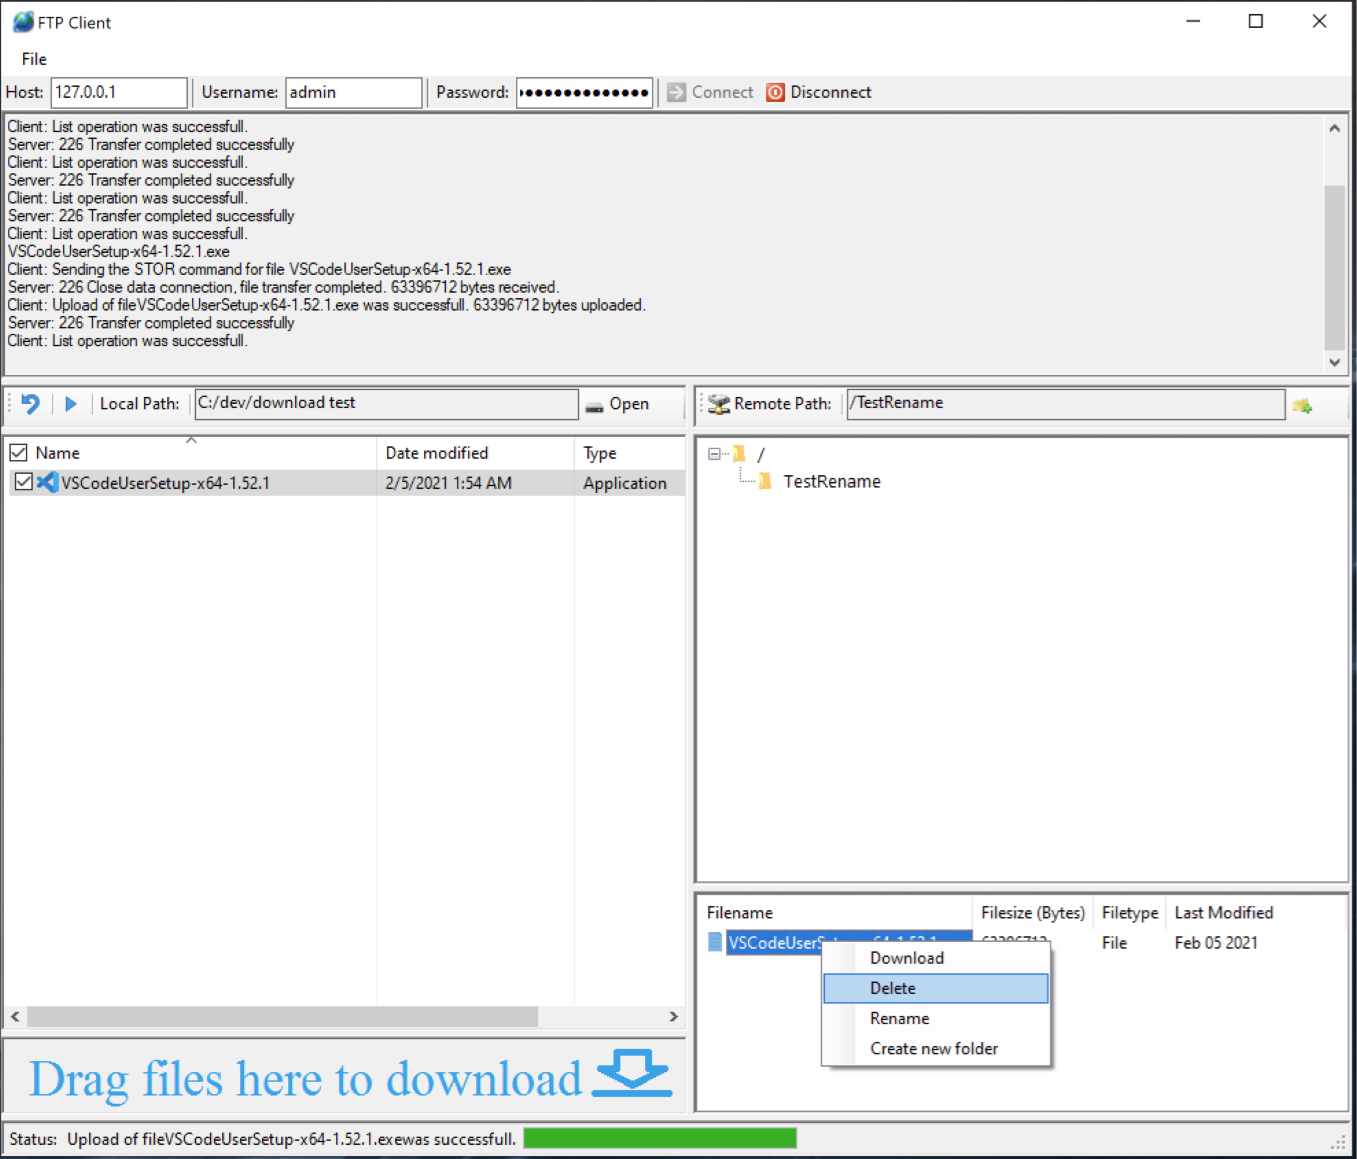 FTP Client
File
Host: 127.0.0.1 Username: admin Password: Connect Disconnect
Client: List operation was successfull.
Server: 226 Transfer completed successfully
Client: List operation was successfull.
Server: 226 Transfer completed successfully
Client: List operation was successfull.
Server: 226 Transfer completed successfully
Client: List operation was successfull.
VSCodeUserSetup-x64-1.52.1.exe
Client: Sending the STOR command for file VSCodeUserSetup-x64-1.52.1.exe
Server: 226 Close data connection, file transfer completed. 63396712 bytes received.
Client: Upload of fileVSCodeUserSetup-x64-1.52.1.exe was successfull. 63396712 bytes uploaded.
Server: 226 Transfer completed successfully
Client: List operation was successfull.
Local Path: C:/dev/download test Open
Name Date modified Type
VSCodeUserSetup-x64-1.52.1 2/5/2021 1:54 AM Application
Drag files here to download
Remote Path: /TestRename
/
TestRename
Filename Filesize (Bytes) Filetype Last Modified
File Feb 05 2021
Download
Delete
Rename
Create new folder
Status: Upload of fileVSCodeUserSetup-x64-1.52.1.exewas successfull.